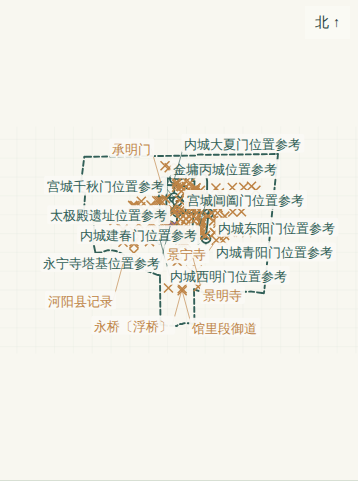 北 ↑
内城大夏门位置参考
承明门
金墉丙城位置参考
宫城千秋门位置参考
宫城阊阖门位置参考
太极殿遗址位置参考
内城东阳门位置参考
内城建春门位置参考
内城青阳门位置参考
景宁寺
永宁寺塔基位置参考
内城西明门位置参考
景明寺
河阳县记录
永桥〔浮桥〕
馆里段御道